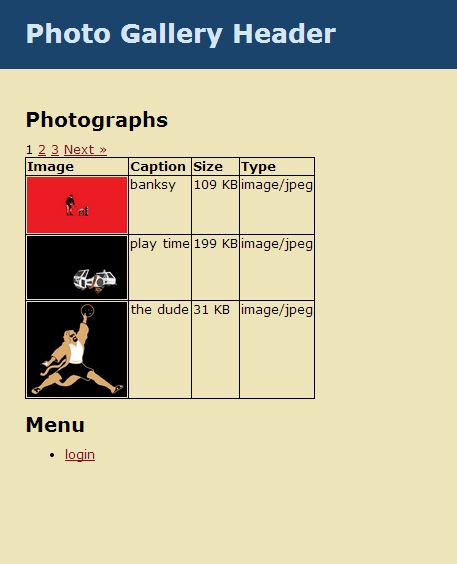 Photo Gallery Header
Photographs
1 2 3 Next »
Image Caption Size Type
banksy 109 KB image/jpeg
play time 199 KB image/jpeg
the dude 31 KB image/jpeg
Menu
• login